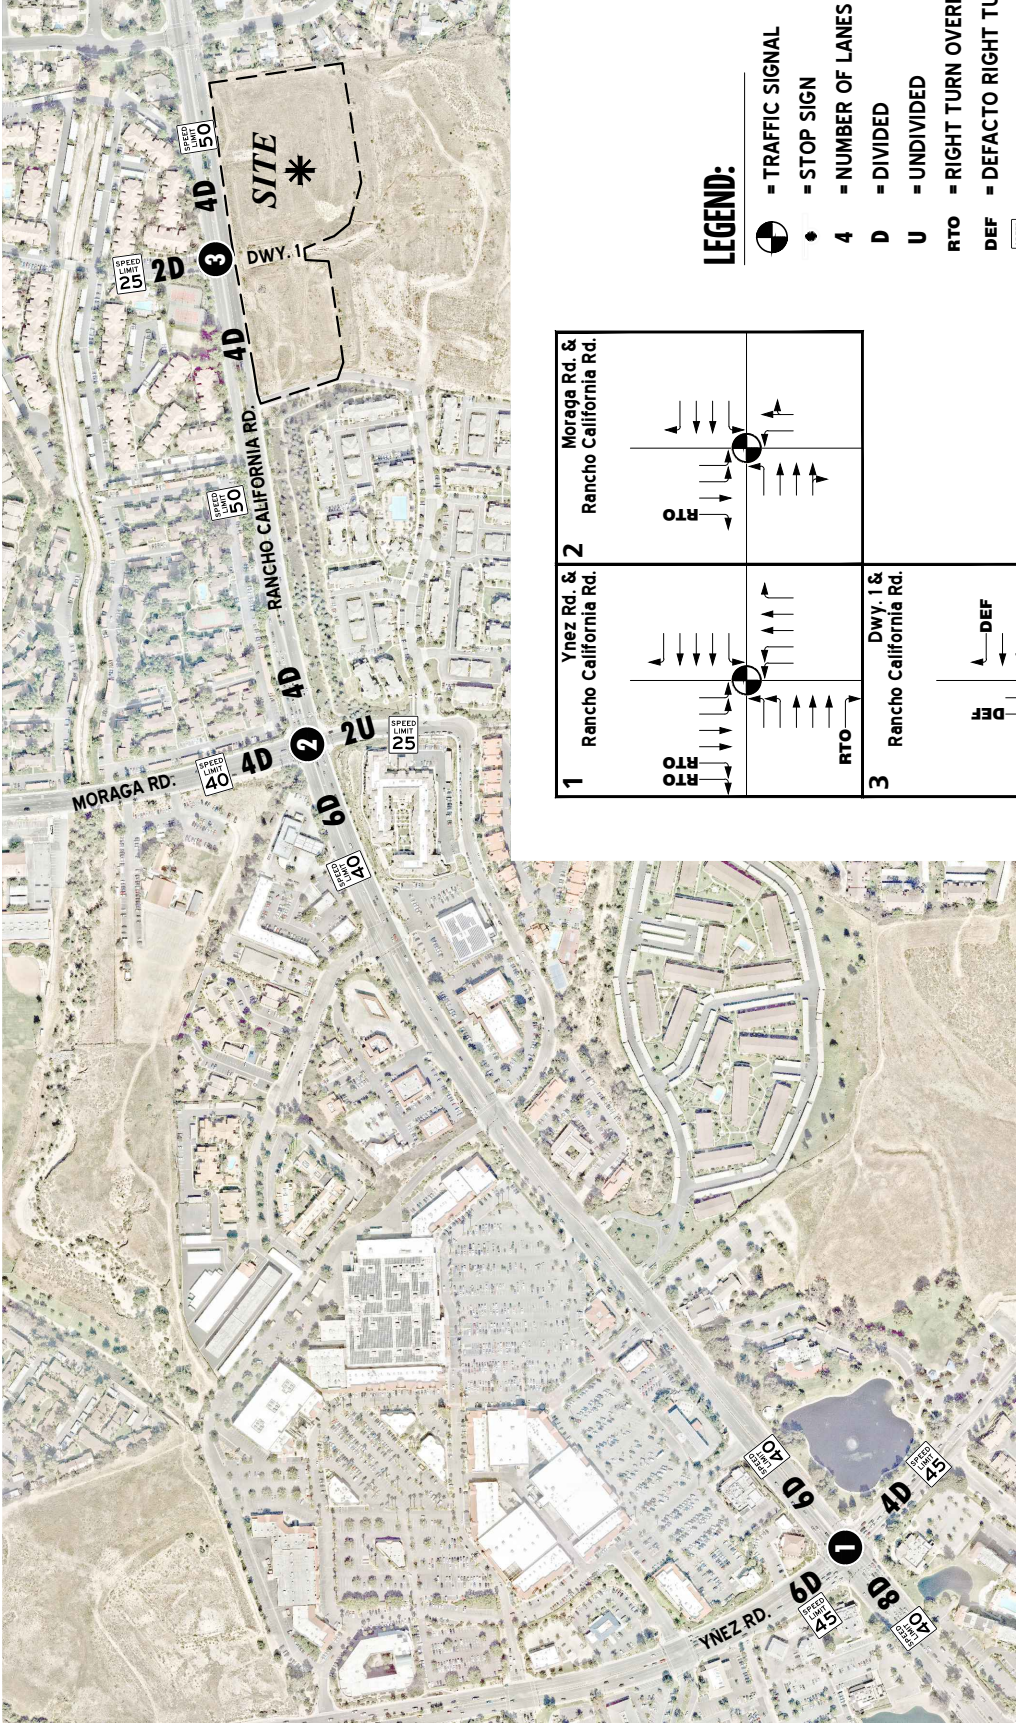 SPEED
LIMIT
50
4D
SITE
3
DWY. 1
SPEED
LIMIT
25
2D
4D
RANCHO CALIFORNIA RD.
SPEED
LIMIT
50
4D
MORAGA RD.
SPEED
LIMIT
40
4D
2
2U
SPEED
LIMIT
25
6D
SPEED
LIMIT
40
SPEED
LIMIT
40
6D
4D
SPEED
LIMIT
45
1
YNEZ RD.
6D
SPEED
LIMIT
45
8D
SPEED
LIMIT
40
LEGEND:
= TRAFFIC SIGNAL
= STOP SIGN
4 = NUMBER OF LANES
D = DIVIDED
U = UNDIVIDED
RTO = RIGHT TURN OVER
DEF = DEFACTO RIGHT TU
1
Ynez Rd. &
Rancho California Rd.
RTO
RTO
RTO
2
Moraga Rd. &
Rancho California Rd.
RTO
3
Dwy. 1 &
Rancho California Rd.
DEF
DEF